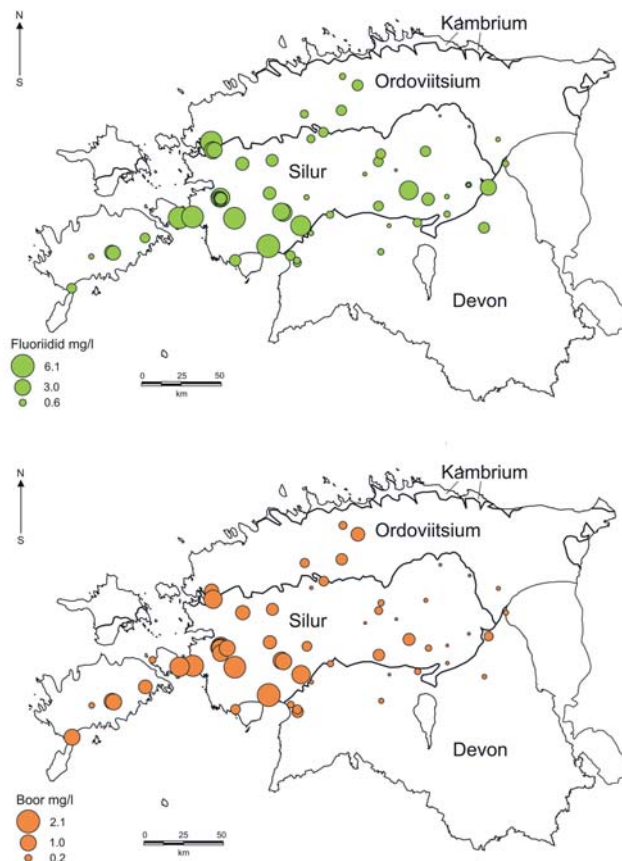 N
S
Kambrium
Ordoviitsium
Silur
Devon
Fluoriidid mg/l
6.1
3.0
0.6
0 25 50
km
N
S
Kambrium
Ordoviitsium
Silur
Devon
Boor mg/l
2.1
1.0
0.2
0 25 50
km